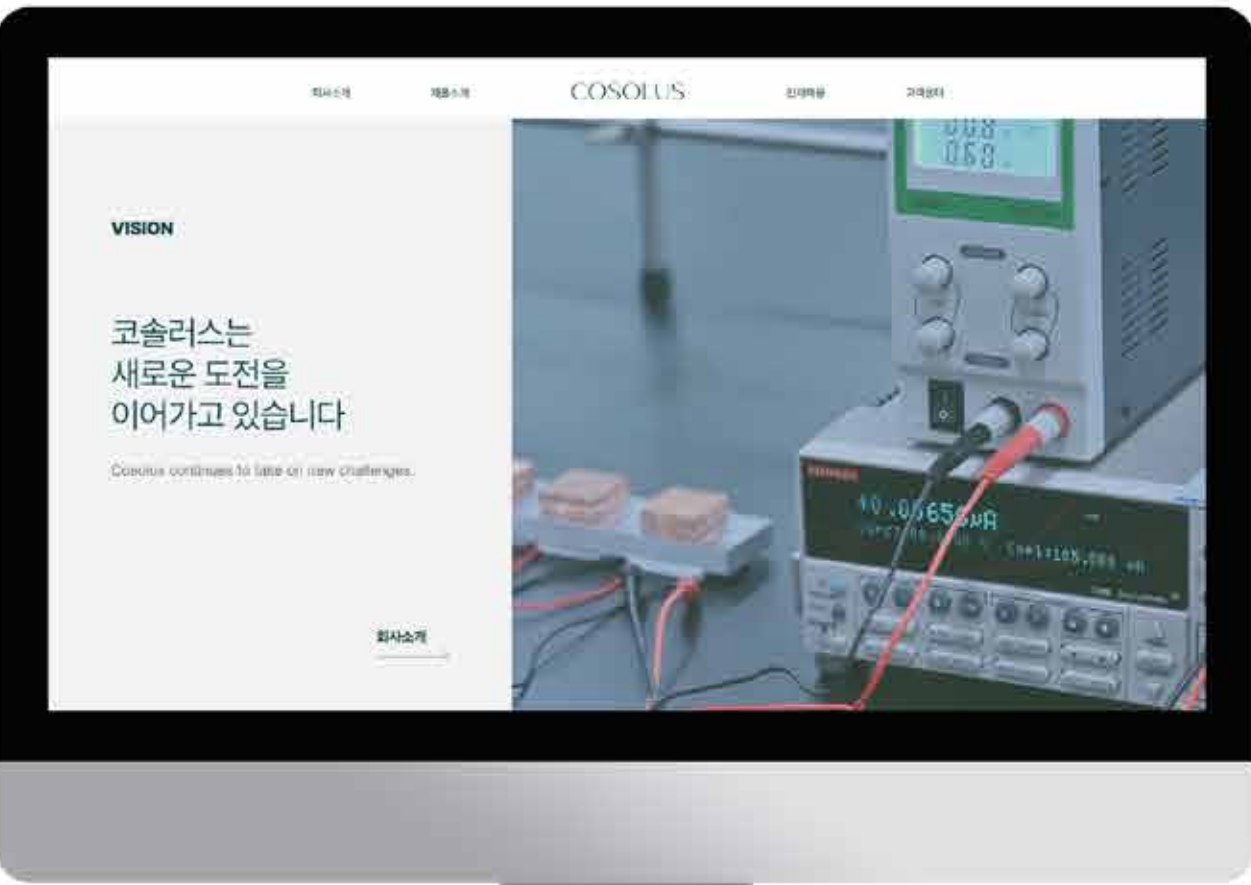 회사소개
제품소개
COSOLUS
인재채용
고객센터
VISION
코솔러스는
새로운 도전을
이어가고 있습니다
Cosolus continues to take on new challenges.
회사소개